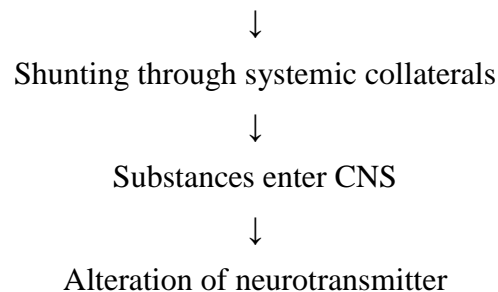 ↓
Shunting through systemic collaterals
↓
Substances enter CNS
↓
Alteration of neurotransmitter